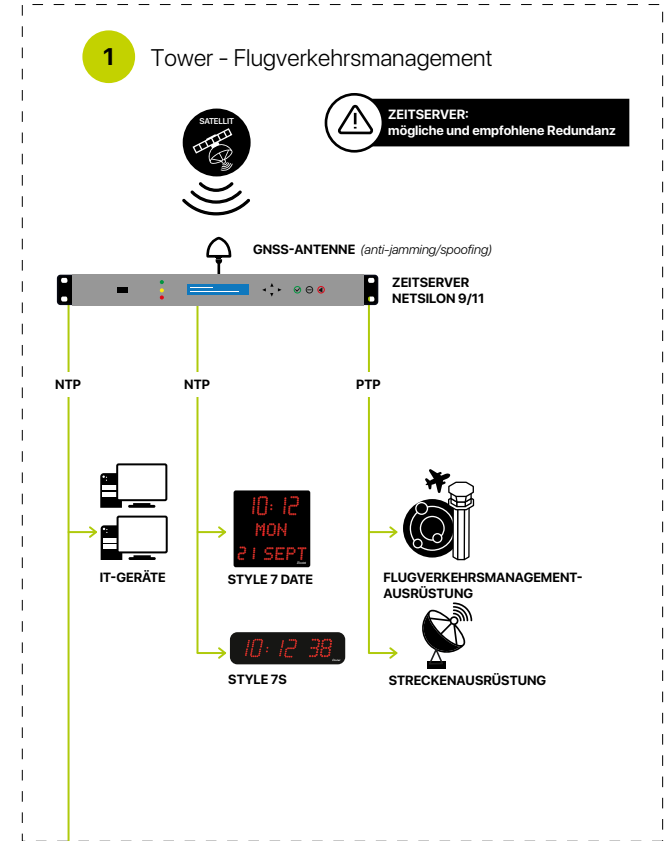 1
Tower - Flugverkehrsmanagement
SATELLIT
ZEITSERVER:
mögliche und empfohlene Redundanz
GNSS-ANTENNE (anti-jamming/spoofing)
ZEITSERVER
NETSILON 9/11
NTP
NTP
PTP
10:12
MON
21 SEPT
IT-GERÄTE
STYLE 7 DATE
FLUGVERKEHRSMANAGEMENT-
AUSRÜSTUNG
10:12 38
STYLE 7S
STRECKENAUSRÜSTUNG